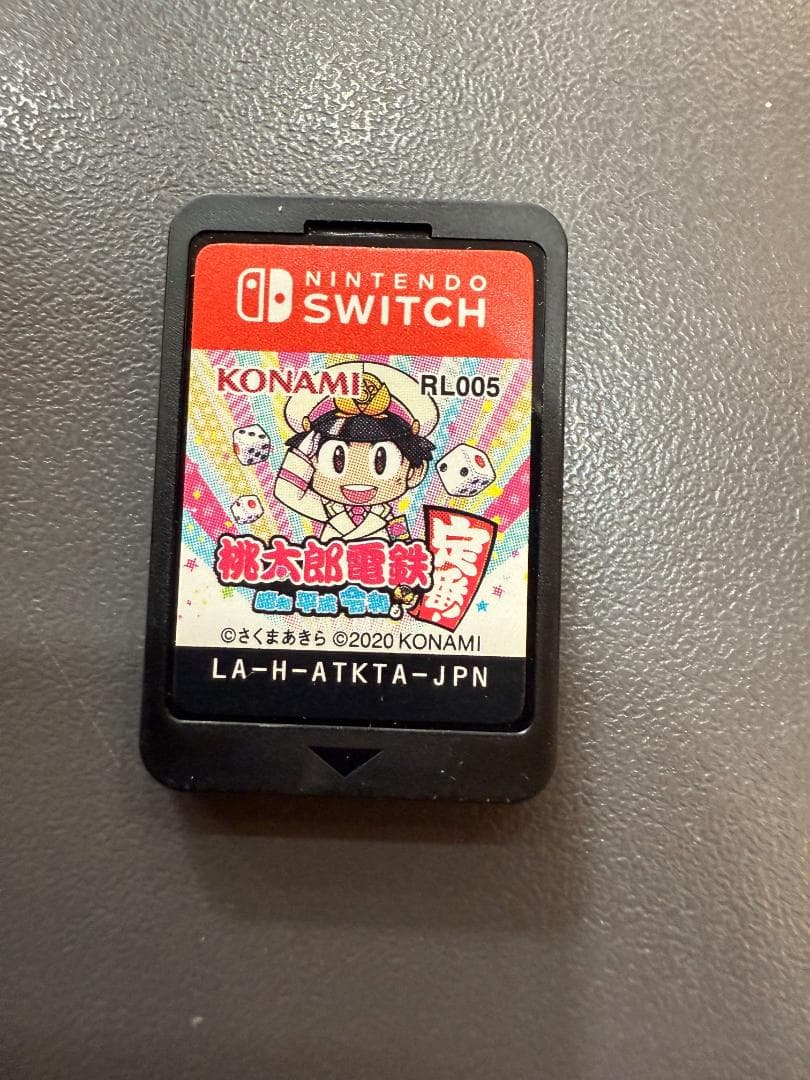 NINTENDO
SWITCH
KONAMI
RL005
桃太郎電鉄
昭和 平成 令和も
定番!
©さくまあきら ©2020 KONAMI
LA-H-ATKTA-JPN